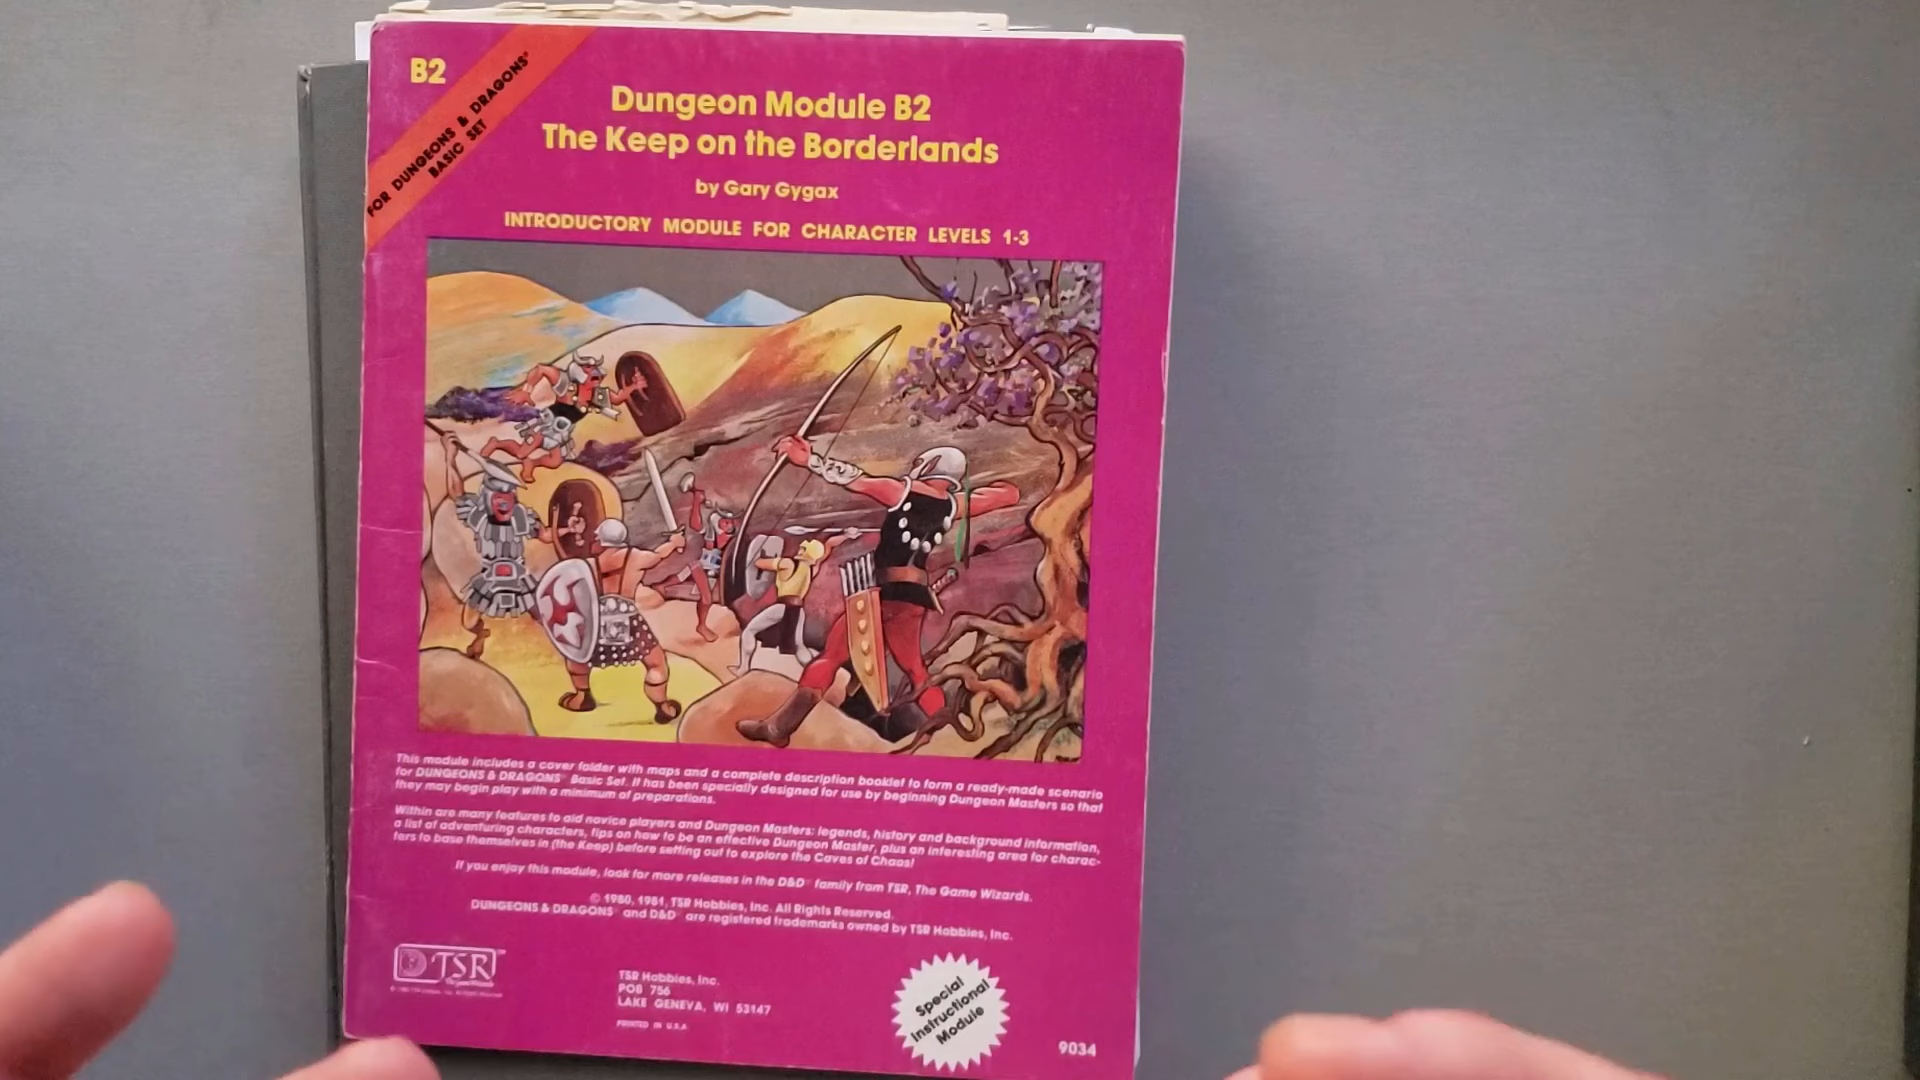 B2
FOR DUNGEONS & DRAGONS®
BASIC SET
Dungeon Module B2
The Keep on the Borderlands
by Gary Gygax
INTRODUCTORY MODULE FOR CHARACTER LEVELS 1-3
This module includes a cover folder with maps and a complete description booklet to form a ready-made scenario
for DUNGEONS & DRAGONS® Basic Set. It has been specially designed for use by beginning Dungeon Masters so that
they may begin play with a minimum of preparations.
Within are many features to aid novice players and Dungeon Masters: legends, history and background information,
a list of adventuring characters, tips on how to be an effective Dungeon Master, plus an interesting area for charac-
ters to base themselves in (the Keep) before setting out to explore the Caves of Chaos!
If you enjoy this module, look for more releases in the D&D® family from TSR, The Game Wizards.
© 1980, 1981, TSR Hobbies, Inc. All Rights Reserved.
DUNGEONS & DRAGONS® and D&D® are registered trademarks owned by TSR Hobbies, Inc.
TSR
The Game Wizards
TSR Hobbies, Inc.
POB 756
LAKE GENEVA, WI 53147
PRINTED IN U.S.A.
Special
Instructional
Module
9034